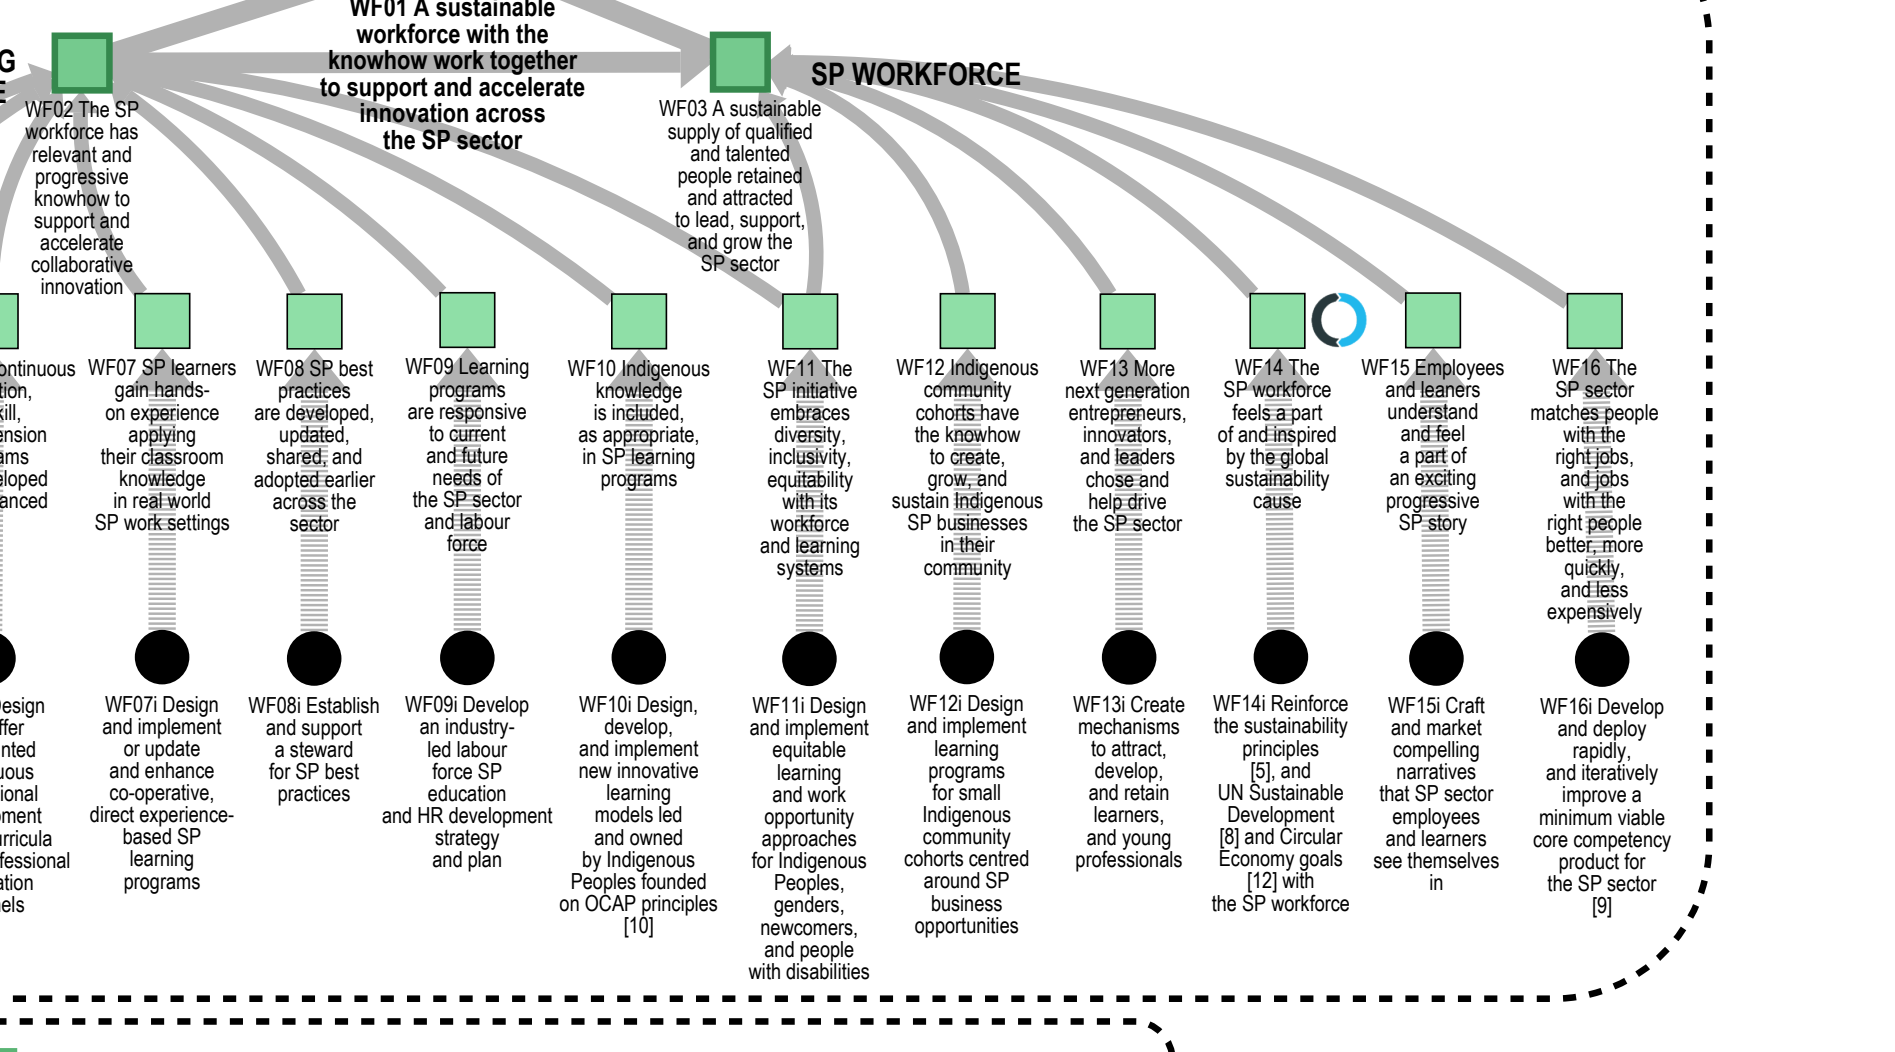 WF01 A sustainable
workforce with the
knowhow work together
to support and accelerate
innovation across
the SP sector
G
E
WF02 The SP
workforce has
relevant and
progressive
knowhow to
support and
accelerate
collaborative
innovation
SP WORKFORCE
WF03 A sustainable
supply of qualified
and talented
people retained
and attracted
to lead, support,
and grow the
SP sector
ontinuous
tion,
kill,
ension
ams
eloped
anced
WF07 SP learners
gain hands-
on experience
applying
their classroom
knowledge
in real world
SP work settings
WF08 SP best
practices
are developed,
updated,
shared, and
adopted earlier
across the
sector
WF09 Learning
programs
are responsive
to current
and future
needs of
the SP sector
and labour
force
WF10 Indigenous
knowledge
is included,
as appropriate,
in SP learning
programs
WF11 The
SP initiative
embraces
diversity,
inclusivity,
equitability
with its
workforce
and learning
systems
WF12 Indigenous
community
cohorts have
the knowhow
to create,
grow, and
sustain Indigenous
SP businesses
in their
community
WF13 More
next generation
entrepreneurs,
innovators,
and leaders
chose and
help drive
the SP sector
WF14 The
SP workforce
feels a part
of and inspired
by the global
sustainability
cause
WF15 Employees
and leaners
understand
and feel
a part of
an exciting
progressive
SP story
WF16 The
SP sector
matches people
with the
right jobs,
and jobs
with the
right people
better, more
quickly,
and less
expensively
esign
ffer
nted
uous
ional
pment
urricula
fessional
ation
els
WF07i Design
and implement
or update
and enhance
co-operative,
direct experience-
based SP
learning
programs
WF08i Establish
and support
a steward
for SP best
practices
WF09i Develop
an industry-
led labour
force SP
education
and HR development
strategy
and plan
WF10i Design,
develop,
and implement
new innovative
learning
models led
and owned
by Indigenous
Peoples founded
on OCAP principles
[10]
WF11i Design
and implement
equitable
learning
and work
opportunity
approaches
for Indigenous
Peoples,
genders,
newcomers,
and people
with disabilities
WF12i Design
and implement
learning
programs
for small
Indigenous
community
cohorts centred
around SP
business
opportunities
WF13i Create
mechanisms
to attract,
develop,
and retain
learners,
and young
professionals
WF14i Reinforce
the sustainability
principles
[5], and
UN Sustainable
Development
[8] and Circular
Economy goals
[12] with
the SP workforce
WF15i Craft
and market
compelling
narratives
that SP sector
employees
and learners
see themselves
in
WF16i Develop
and deploy
rapidly,
and iteratively
improve a
minimum viable
core competency
product for
the SP sector
[9]